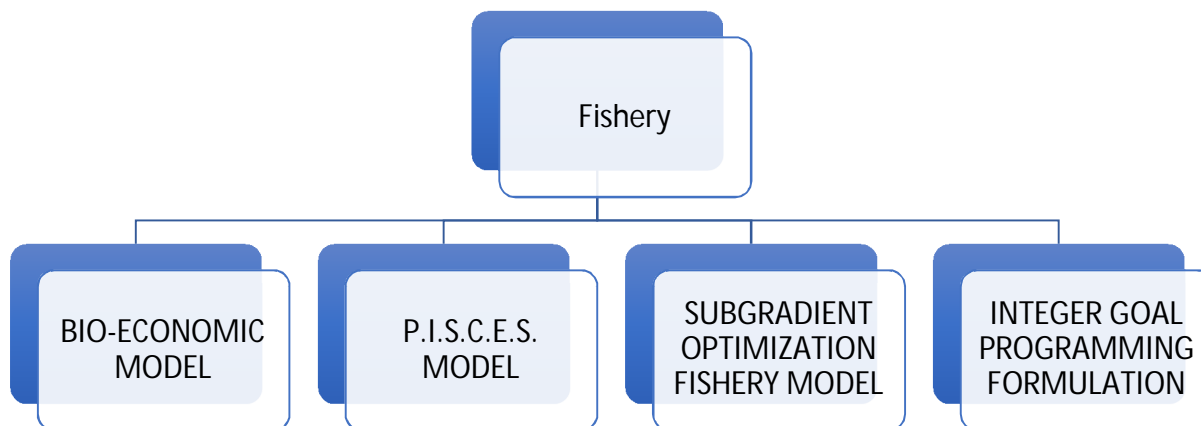 Fishery
BIO-ECONOMIC
MODEL
P.I.S.C.E.S.
MODEL
SUBGRADIENT
OPTIMIZATION
FISHERY MODEL
INTEGER GOAL
PROGRAMMING
FORMULATION